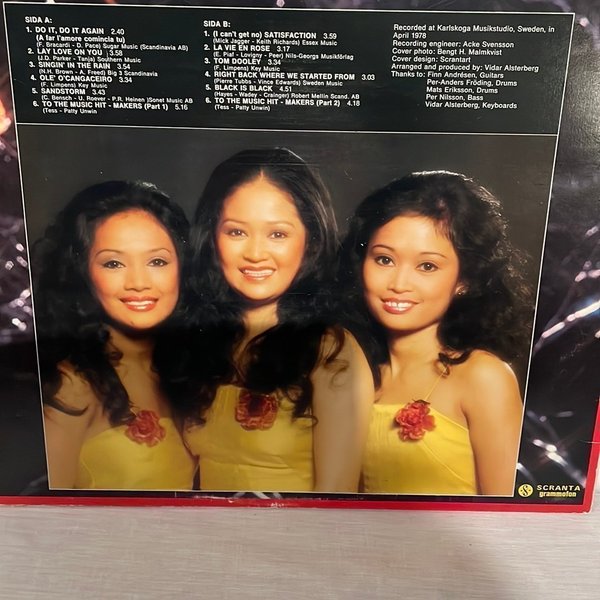 SIDA A:
1. DO IT, DO IT AGAIN 2.40
(A far l'amore comincia tu)
(F. Bracardi - D. Pace) Sugar Music (Scandinavia AB)
2. LAY LOVE ON YOU 3.58
(J.D. Parker - Tanja) Southern Music
3. SINGIN' IN THE RAIN 3.54
(N.H. Brown - A. Freed) Big 3 Scandinavia
4. OLE' O'CANGACEIRO 3.34
(F. Limpens) Key Music
5. SANDSTORM 3.43
(C. Bensch - U. Roever - P.R. Heinen) Sonet Music AB
6. TO THE MUSIC HIT - MAKERS (Part 1) 5.16
(Tess - Patty Unwin)
SIDA B:
1. (I can't get no) SATISFACTION 3.59
(Mick Jagger - Keith Richards) Essex Music
2. LA VIE EN ROSE 3.17
(E. Piaf - Lovigny - Peer) Nils-Georgs Musikförlag
3. TOM DOOLEY 3.34
(F. Limpens) Key Music
4. RIGHT BACK WHERE WE STARTED FROM 3.03
(Pierre Tubbs - Vince Edwards) Sweden Music
5. BLACK IS BLACK 4.51
(Hayes - Wadey - Crainger) Robert Mellin Scand. AB
6. TO THE MUSIC HIT - MAKERS (Part 2) 4.18
(Tess - Patty Unwin)
Recorded at Karlskoga Musikstudio, Sweden, in
April 1978
Recording engineer: Acke Svensson
Cover photo: Bengt H. Malmkvist
Cover design: Scrantart
Arranged and produced by: Vidar Alsterberg
Thanks to: Finn Andrésen, Guitars
Per-Anders Fröding, Drums
Mats Eriksson, Drums
Per Nilsson, Bass
Vidar Alsterberg, Keyboards
SCRANTA
grammofon